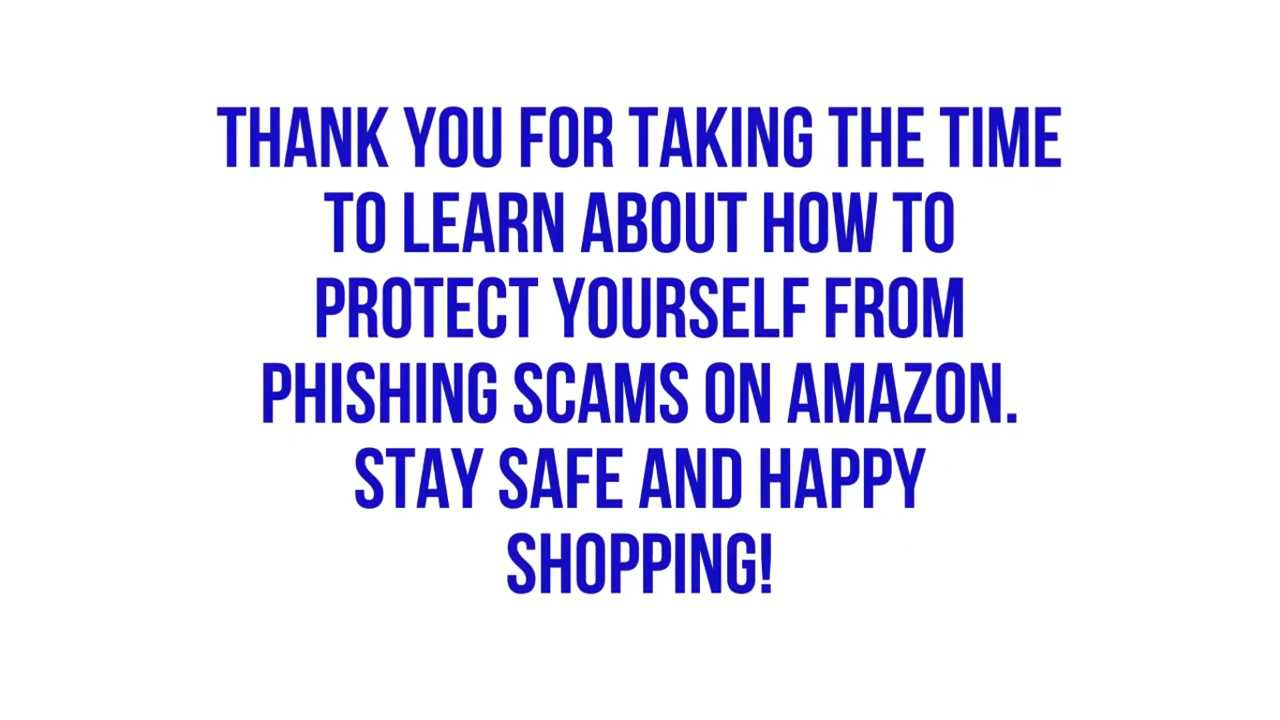 THANK YOU FOR TAKING THE TIME
TO LEARN ABOUT HOW TO
PROTECT YOURSELF FROM
PHISHING SCAMS ON AMAZON.
STAY SAFE AND HAPPY
SHOPPING!